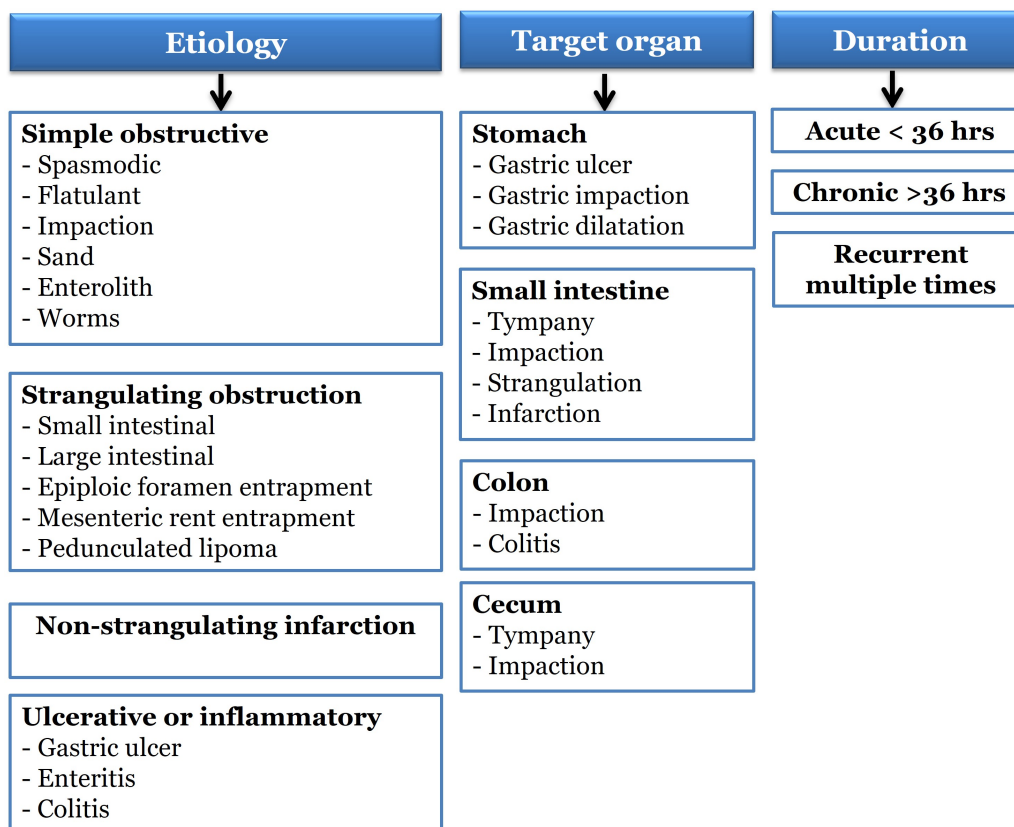 Etiology
Simple obstructive
- Spasmodic
- Flatulant
- Impaction
- Sand
- Enterolith
- Worms
Strangulating obstruction
- Small intestinal
- Large intestinal
- Epiploic foramen entrapment
- Mesenteric rent entrapment
- Pedunculated lipoma
Non-strangulating infarction
Ulcerative or inflammatory
- Gastric ulcer
- Enteritis
- Colitis
Target organ
Stomach
- Gastric ulcer
- Gastric impaction
- Gastric dilatation
Small intestine
- Tympany
- Impaction
- Strangulation
- Infarction
Colon
- Impaction
- Colitis
Cecum
- Tympany
- Impaction
Duration
Acute < 36 hrs
Chronic >36 hrs
Recurrent
multiple times